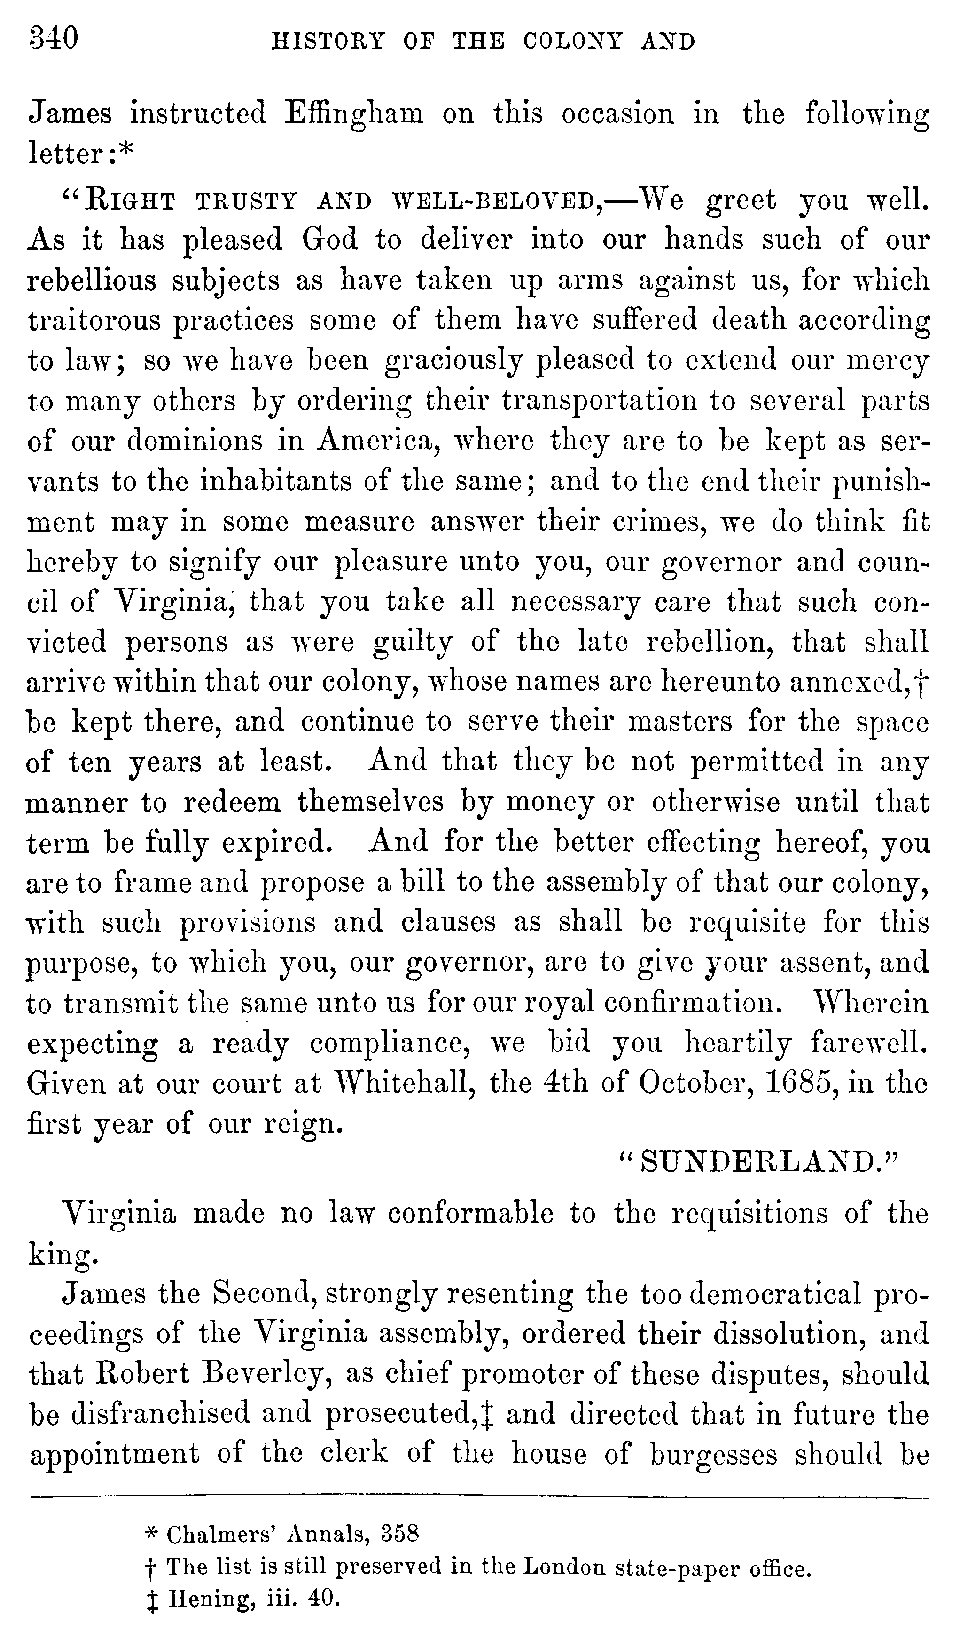 340 HISTORY OF THE COLONY AND
James instructed Effingham on this occasion in the following
letter:*
"RIGHT TRUSTY AND WELL-BELOVED,—We greet you well.
As it has pleased God to deliver into our hands such of our
rebellious subjects as have taken up arms against us, for which
traitorous practices some of them have suffered death according
to law; so we have been graciously pleased to extend our mercy
to many others by ordering their transportation to several parts
of our dominions in America, where they are to be kept as ser-
vants to the inhabitants of the same; and to the end their punish-
ment may in some measure answer their crimes, we do think fit
hereby to signify our pleasure unto you, our governor and coun-
cil of Virginia, that you take all necessary care that such con-
victed persons as were guilty of the late rebellion, that shall
arrive within that our colony, whose names are hereunto annexed,†
be kept there, and continue to serve their masters for the space
of ten years at least. And that they be not permitted in any
manner to redeem themselves by money or otherwise until that
term be fully expired. And for the better effecting hereof, you
are to frame and propose a bill to the assembly of that our colony,
with such provisions and clauses as shall be requisite for this
purpose, to which you, our governor, are to give your assent, and
to transmit the same unto us for our royal confirmation. Wherein
expecting a ready compliance, we bid you heartily farewell.
Given at our court at Whitehall, the 4th of October, 1685, in the
first year of our reign.
"SUNDERLAND."
Virginia made no law conformable to the requisitions of the
king.
James the Second, strongly resenting the too democratical pro-
ceedings of the Virginia assembly, ordered their dissolution, and
that Robert Beverley, as chief promoter of these disputes, should
be disfranchised and prosecuted,‡ and directed that in future the
appointment of the clerk of the house of burgesses should be
* Chalmers' Annals, 358
† The list is still preserved in the London state-paper office.
‡ Hening, iii. 40.